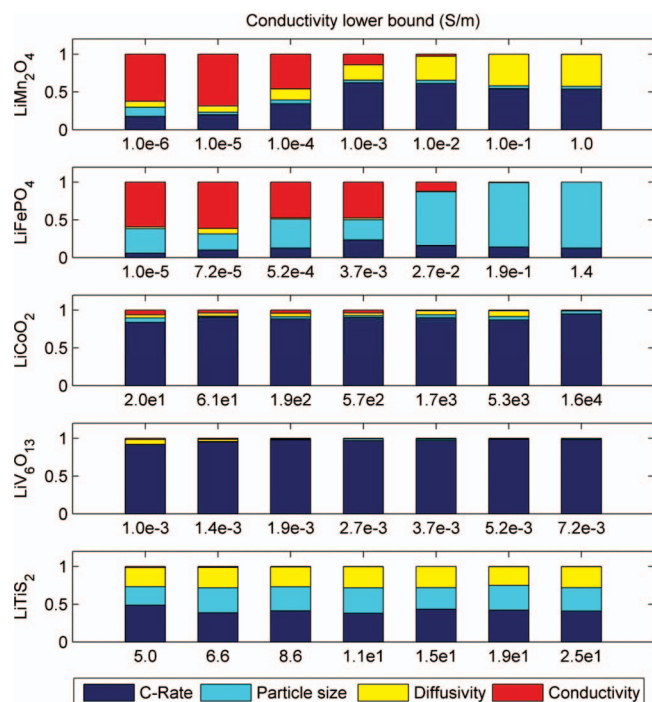 Conductivity lower bound (S/m)
LiMn2O4
1
0.5
0
1.0e-6 1.0e-5 1.0e-4 1.0e-3 1.0e-2 1.0e-1 1.0
LiFePO4
1
0.5
0
1.0e-5 7.2e-5 5.2e-4 3.7e-3 2.7e-2 1.9e-1 1.4
LiCoO2
1
0.5
0
2.0e1 6.1e1 1.9e2 5.7e2 1.7e3 5.3e3 1.6e4
LiV6O13
1
0.5
0
1.0e-3 1.4e-3 1.9e-3 2.7e-3 3.7e-3 5.2e-3 7.2e-3
LiTiS2
1
0.5
0
5.0 6.6 8.6 1.1e1 1.5e1 1.9e1 2.5e1
C-Rate Particle size Diffusivity Conductivity